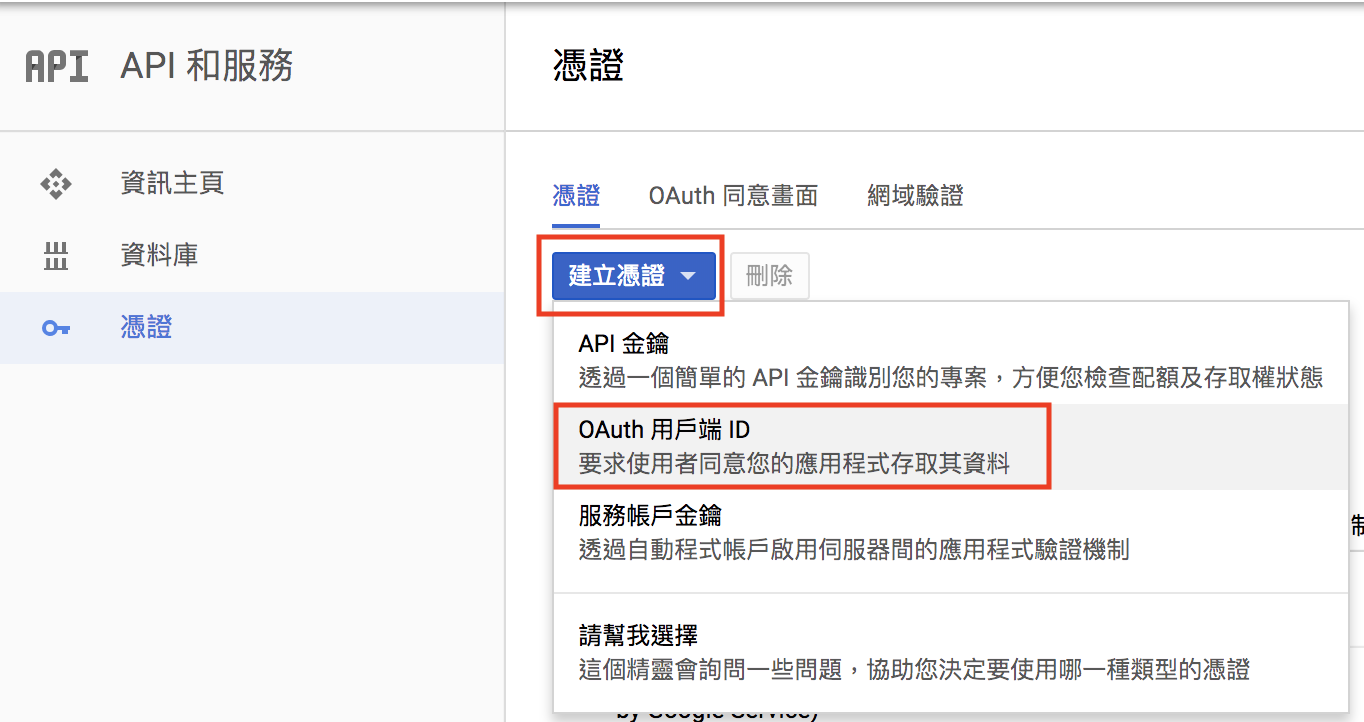 API API 和服務
憑證
資訊主頁
資料庫
憑證
憑證 OAuth 同意畫面 網域驗證
建立憑證 刪除
API 金鑰
透過一個簡單的 API 金鑰識別您的專案，方便您檢查配額及存取權狀態
OAuth 用戶端 ID
要求使用者同意您的應用程式存取其資料
服務帳戶金鑰
透過自動程式帳戶啟用伺服器間的應用程式驗證機制
請幫我選擇
這個精靈會詢問一些問題，協助您決定要使用哪一種類型的憑證
by Google Service)